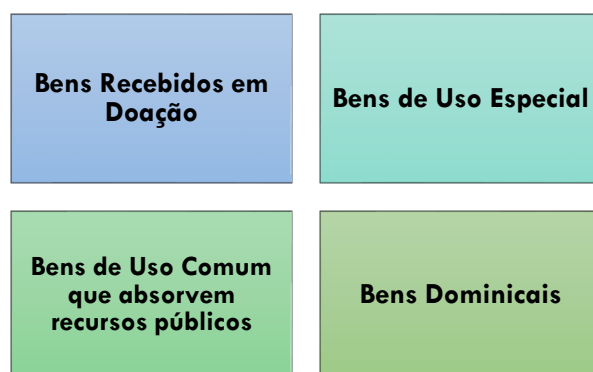 Bens Recebidos em
Doação
Bens de Uso Especial
Bens de Uso Comum
que absorvem
recursos públicos
Bens Dominicais